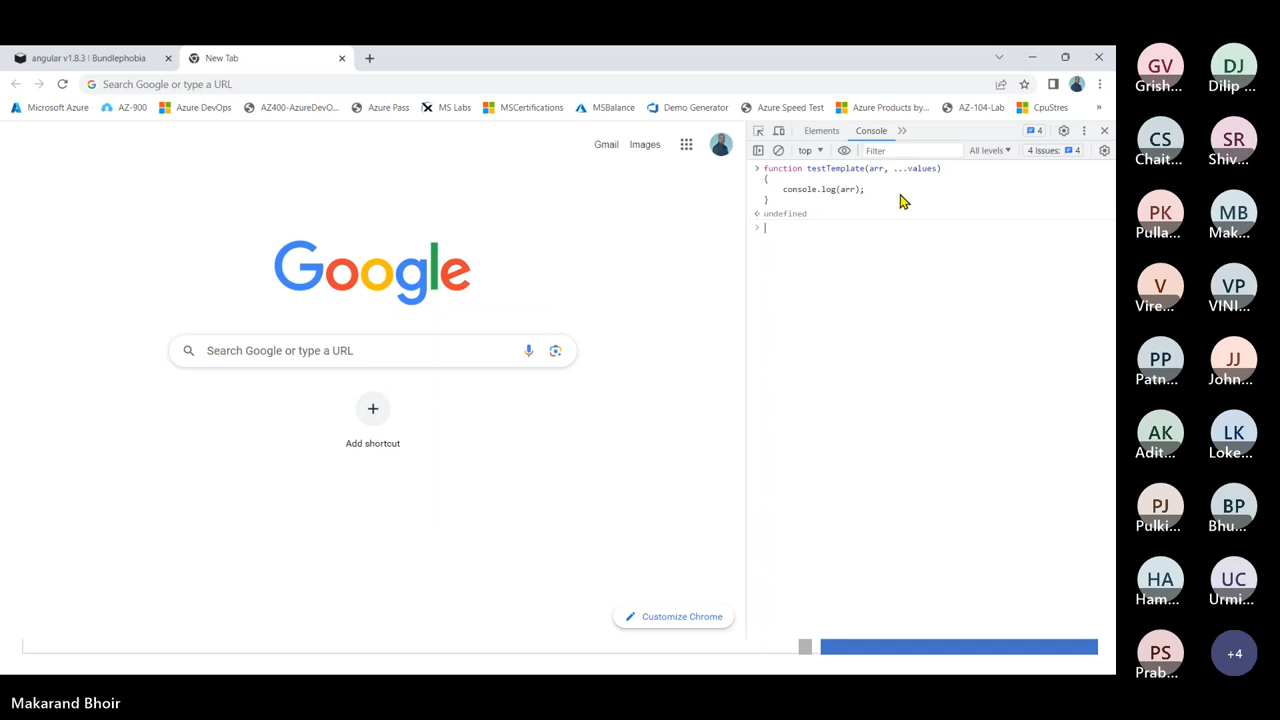 angular v1.8.3 | Bundlephobia
New Tab
Search Google or type a URL
Microsoft Azure
AZ-900
Azure DevOps
AZ400-AzureDevO...
Azure Pass
MS Labs
MSCertifications
MSBalance
Demo Generator
Azure Speed Test
Azure Products by...
AZ-104-Lab
CpuStres
»
Gmail
Images
Google
Search Google or type a URL
Add shortcut
Customize Chrome
Elements
Console
»
4
top
Filter
All levels
4 Issues:
4
function testTemplate(arr, ...values)
{
console.log(arr);
}
undefined
GV
Grish...
DJ
Dilip ...
CS
Chait...
SR
Shiv...
PK
Pulla...
MB
Mak...
V
Vire...
VP
VINI...
PP
Patn...
JJ
John...
AK
Adit...
LK
Loke...
PJ
Pulki...
BP
Bhu...
HA
Ham...
UC
Urmi...
PS
Prab...
+4
Makarand Bhoir